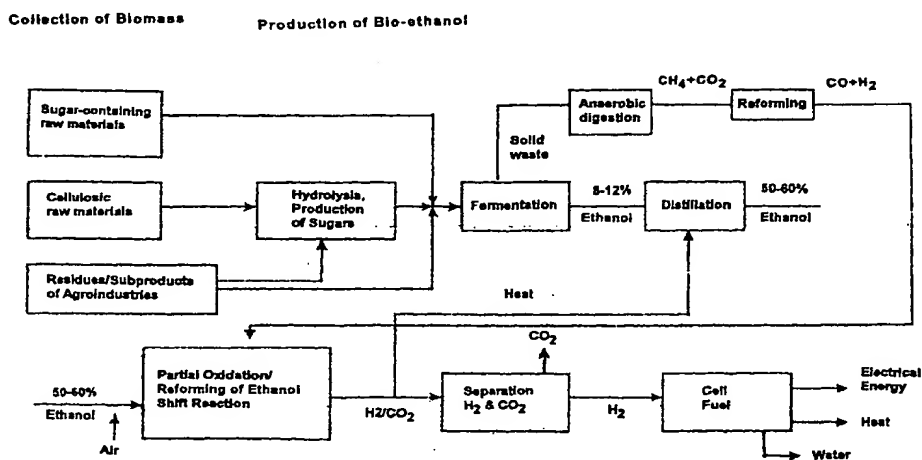 Collection of Biomass
Production of Bio-ethanol
Sugar-containing
raw materials
Cellulosic
raw materials
Residues/Subproducts
of Agroindustries
Hydrolysis,
Production
of Sugars
Solid
waste
Anaerobic
digestion
CH4+CO2
Reforming
CO+H2
Fermentation
8-12%
Ethanol
Distillation
50-60%
Ethanol
Heat
50-60%
Ethanol
Air
Partial Oxidation/
Reforming of Ethanol
Shift Reaction
H2/CO2
CO2
Separation
H2 & CO2
H2
Cell
Fuel
Electrical
Energy
Heat
Water